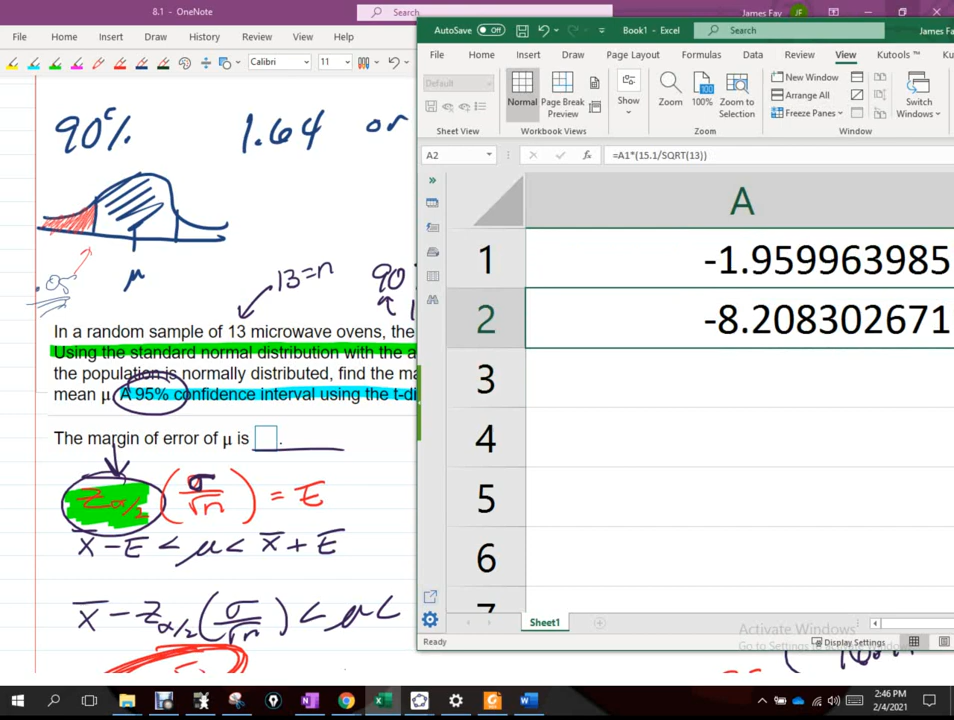 8.1 - OneNote
Search
James Fay
JF
File
Home
Insert
Draw
History
Review
View
Help
Calibri
11
90%
1.64 or
μ
.05
13=n
90
In a random sample of 13 microwave ovens, the
Using the standard normal distribution with the a
the population is normally distributed, find the ma
mean μ. A 95% confidence interval using the t-di
The margin of error of μ is
.
Zα/2 (σ/√n) = E
x̄ - E < μ < x̄ + E
x̄ - Zα/2 (σ/√n) < μ <
AutoSave
Off
Book1 - Excel
Search
James Fa
File
Home
Insert
Draw
Page Layout
Formulas
Data
Review
View
Kutools ™
Ku
Default
Normal
Page Break
Preview
Show
Zoom
100%
Zoom to
Selection
New Window
Arrange All
Freeze Panes
Switch
Windows
Sheet View
Workbook Views
Zoom
Window
A2
fx
=A1*(15.1/SQRT(13))
A
1
-1.959963985
2
-8.208302671
3
4
5
6
7
Sheet1
Activate Windows
Go to Settings
Ready
Display Settings
2:46 PM
2/4/2021